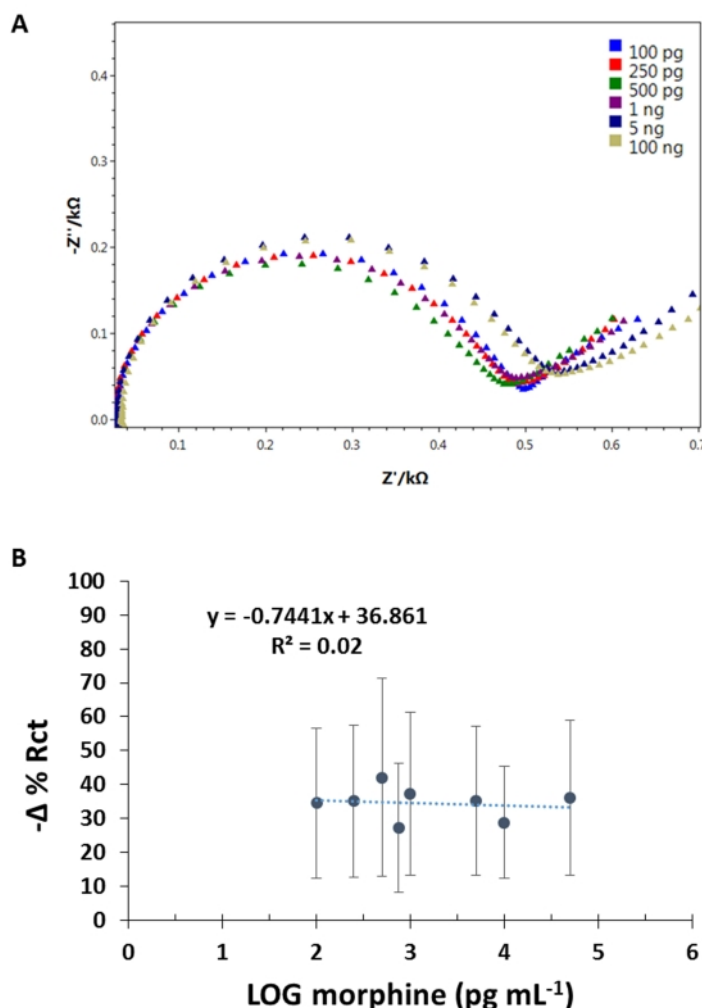 A
0.4
0.3
0.2
0.1
0.0
-Z''/kΩ
100 pg
250 pg
500 pg
1 ng
5 ng
100 ng
0.1 0.2 0.3 0.4 0.5 0.6 0.7
Z'/kΩ
B
y = -0.7441x + 36.861
R² = 0.02
100
90
80
70
60
50
40
30
20
10
0
-Δ % Rct
0 1 2 3 4 5 6
LOG morphine (pg mL⁻¹)